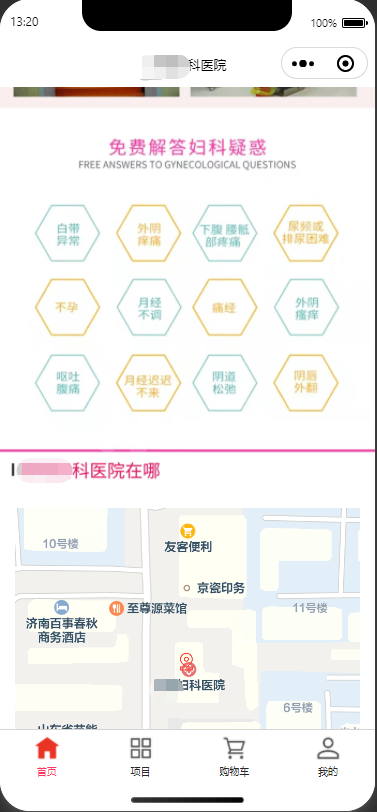 13:20
100%
科医院
免费解答妇科疑惑
FREE ANSWERS TO GYNECOLOGICAL QUESTIONS
白带
异常
外阴
痒痛
下腹 腰骶
部疼痛
尿频或
排尿困难
不孕
月经
不调
痛经
外阴
瘙痒
呕吐
腹痛
月经迟迟
不来
阴道
松弛
阴唇
外翻
科医院在哪
友客便利
10号楼
京瓷印务
济南百事春秋
商务酒店
至尊源菜馆
11号楼
妇科医院
6号楼
山东省节能
首页
项目
购物车
我的